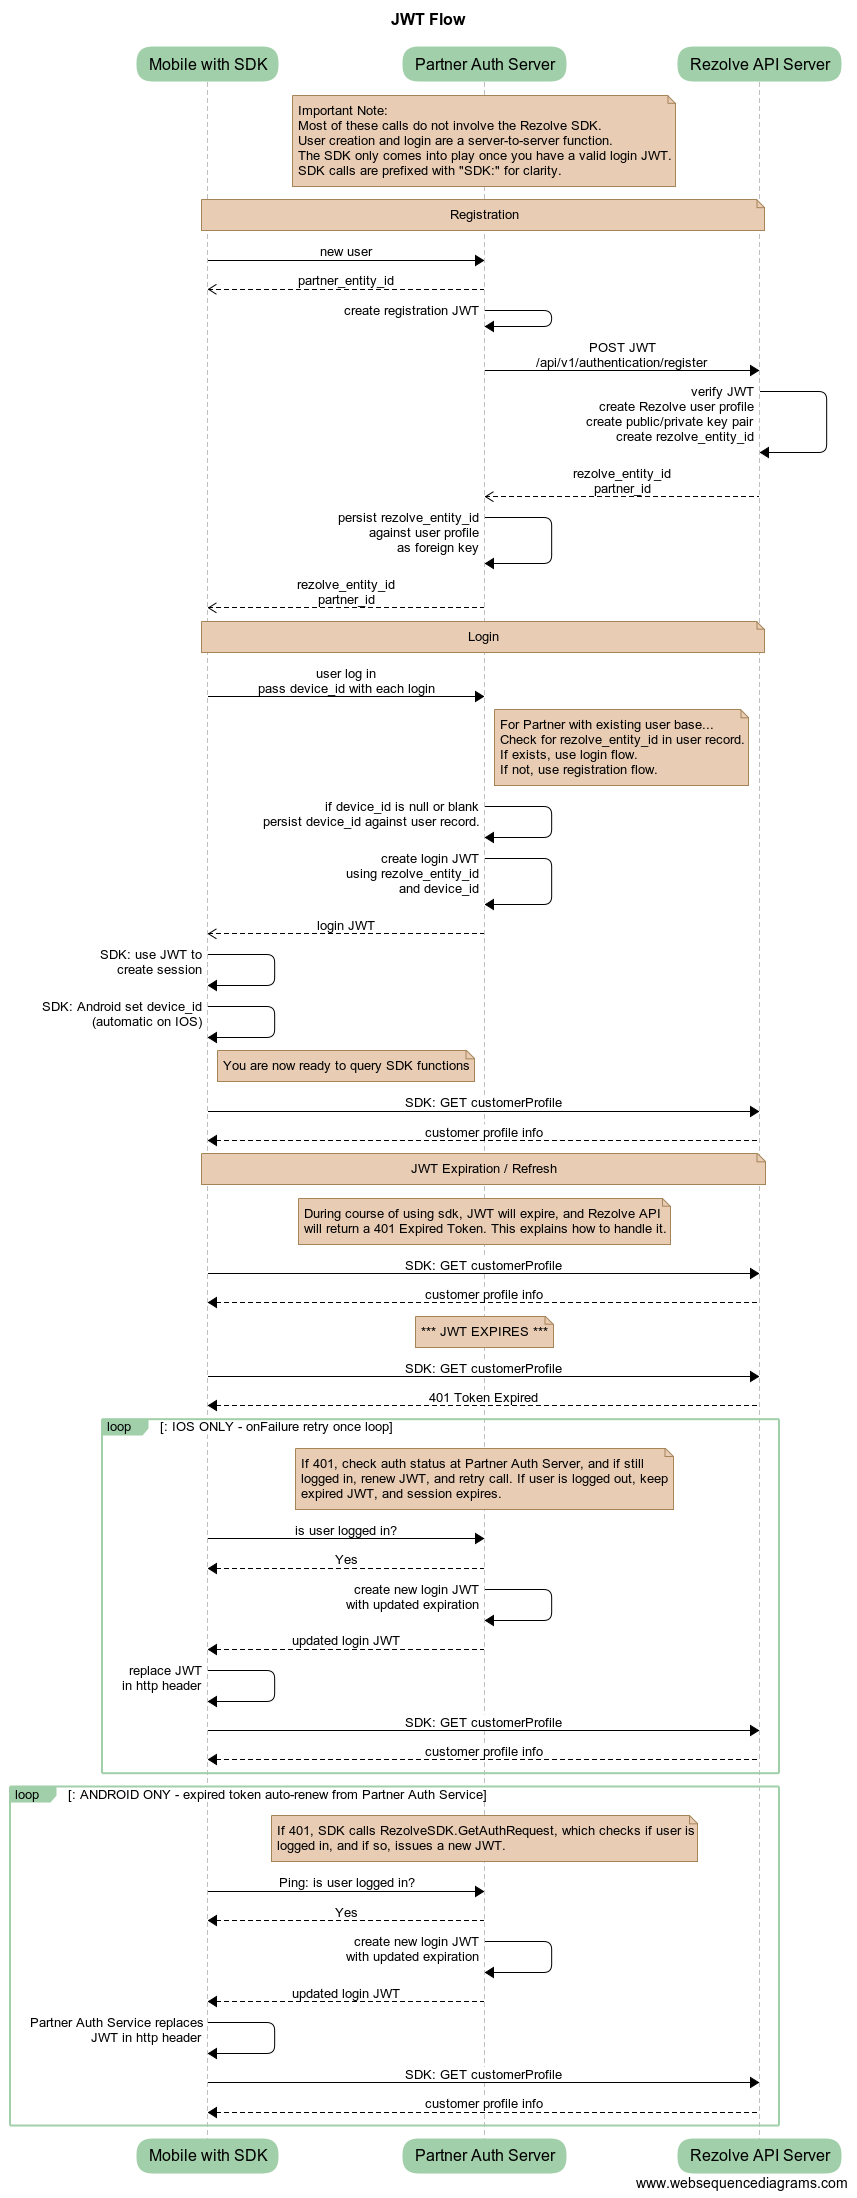 JWT Flow
Mobile with SDK
Partner Auth Server
Rezolve API Server
Important Note:
Most of these calls do not involve the Rezolve SDK.
User creation and login are a server-to-server function.
The SDK only comes into play once you have a valid login JWT.
SDK calls are prefixed with "SDK:" for clarity.
Registration
new user
partner_entity_id
create registration JWT
POST JWT
/api/v1/authentication/register
verify JWT
create Rezolve user profile
create public/private key pair
create rezolve_entity_id
rezolve_entity_id
partner_id
persist rezolve_entity_id
against user profile
as foreign key
rezolve_entity_id
partner_id
Login
user log in
pass device_id with each login
For Partner with existing user base...
Check for rezolve_entity_id in user record.
If exists, use login flow.
If not, use registration flow.
if device_id is null or blank
persist device_id against user record.
create login JWT
using rezolve_entity_id
and device_id
login JWT
SDK: use JWT to
create session
SDK: Android set device_id
(automatic on IOS)
You are now ready to query SDK functions
SDK: GET customerProfile
customer profile info
JWT Expiration / Refresh
During course of using sdk, JWT will expire, and Rezolve API
will return a 401 Expired Token. This explains how to handle it.
SDK: GET customerProfile
customer profile info
*** JWT EXPIRES ***
SDK: GET customerProfile
401 Token Expired
loop [: IOS ONLY - onFailure retry once loop]
If 401, check auth status at Partner Auth Server, and if still
logged in, renew JWT, and retry call. If user is logged out, keep
expired JWT, and session expires.
is user logged in?
Yes
create new login JWT
with updated expiration
updated login JWT
replace JWT
in http header
SDK: GET customerProfile
customer profile info
loop [: ANDROID ONY - expired token auto-renew from Partner Auth Service]
If 401, SDK calls RezolveSDK.GetAuthRequest, which checks if user is
logged in, and if so, issues a new JWT.
Ping: is user logged in?
Yes
create new login JWT
with updated expiration
updated login JWT
Partner Auth Service replaces
JWT in http header
SDK: GET customerProfile
customer profile info
Mobile with SDK
Partner Auth Server
Rezolve API Server
www.websequencediagrams.com